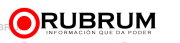 RUBRUM
INFORMACIÓN QUE DA PODER